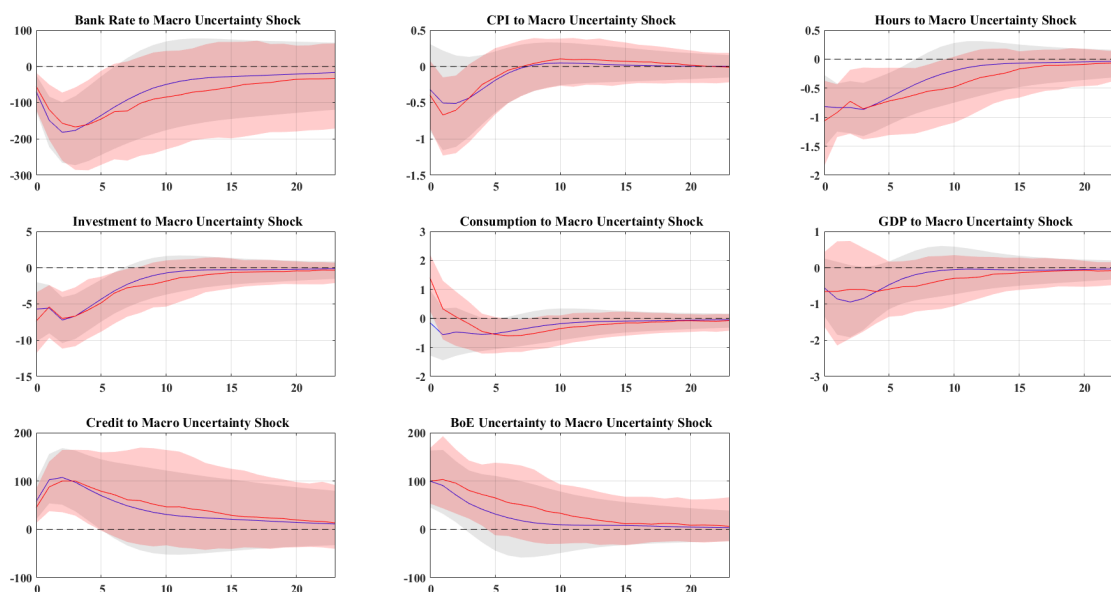 Bank Rate to Macro Uncertainty Shock
100
0
-100
-200
-300
0 5 10 15 20
CPI to Macro Uncertainty Shock
0.5
0
-0.5
-1
-1.5
0 5 10 15 20
Hours to Macro Uncertainty Shock
0.5
0
-0.5
-1
-1.5
-2
0 5 10 15 20
Investment to Macro Uncertainty Shock
5
0
-5
-10
-15
0 5 10 15 20
Consumption to Macro Uncertainty Shock
3
2
1
0
-1
-2
0 5 10 15 20
GDP to Macro Uncertainty Shock
1
0
-1
-2
-3
0 5 10 15 20
Credit to Macro Uncertainty Shock
200
100
0
-100
0 5 10 15 20
BoE Uncertainty to Macro Uncertainty Shock
200
100
0
-100
0 5 10 15 20